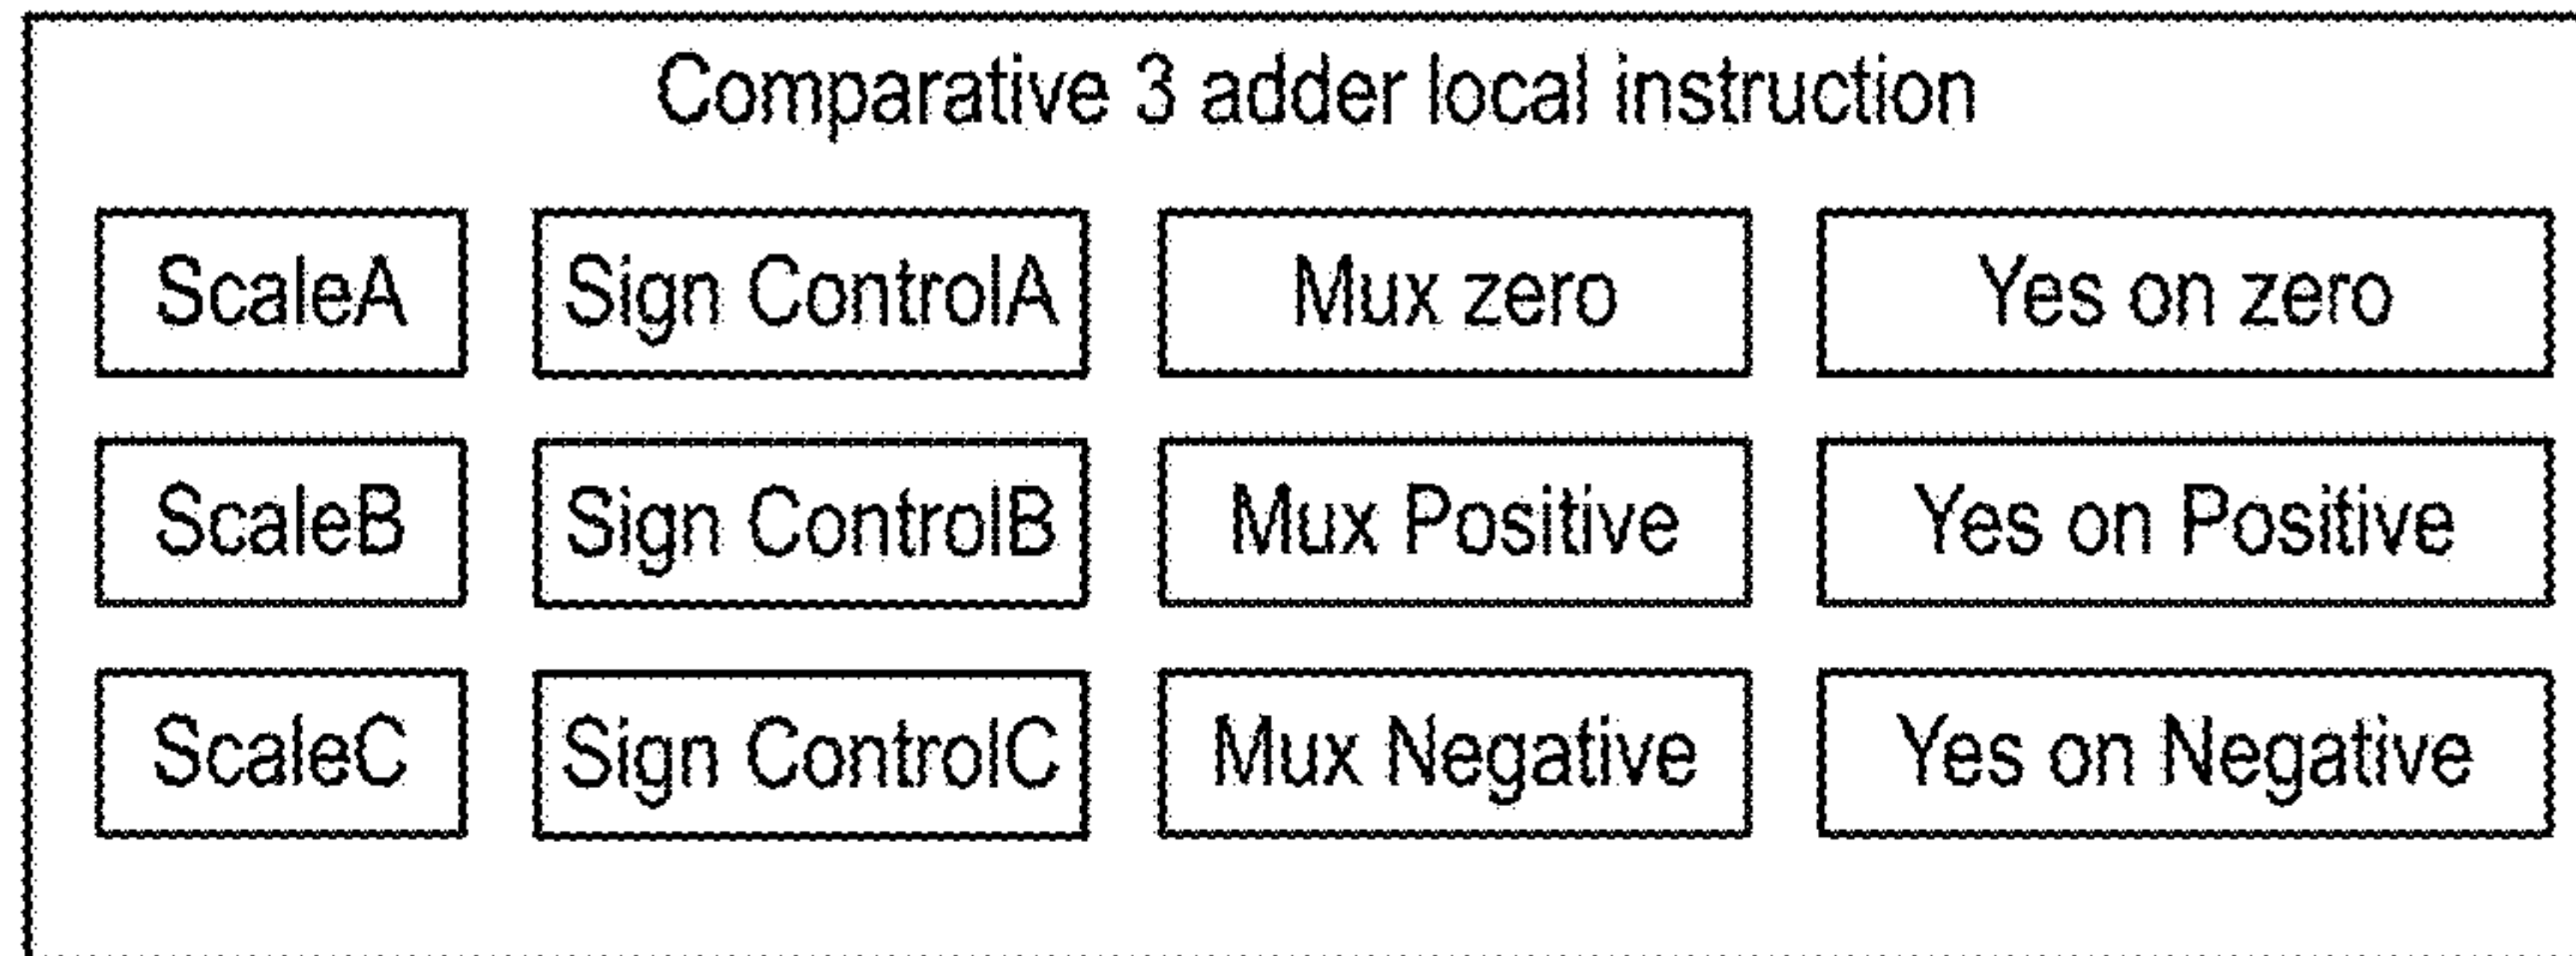 Comparative 3 adder local instruction
ScaleA Sign ControlA Mux zero Yes on zero
ScaleB Sign ControlB Mux Positive Yes on Positive
ScaleC Sign ControlC Mux Negative Yes on Negative